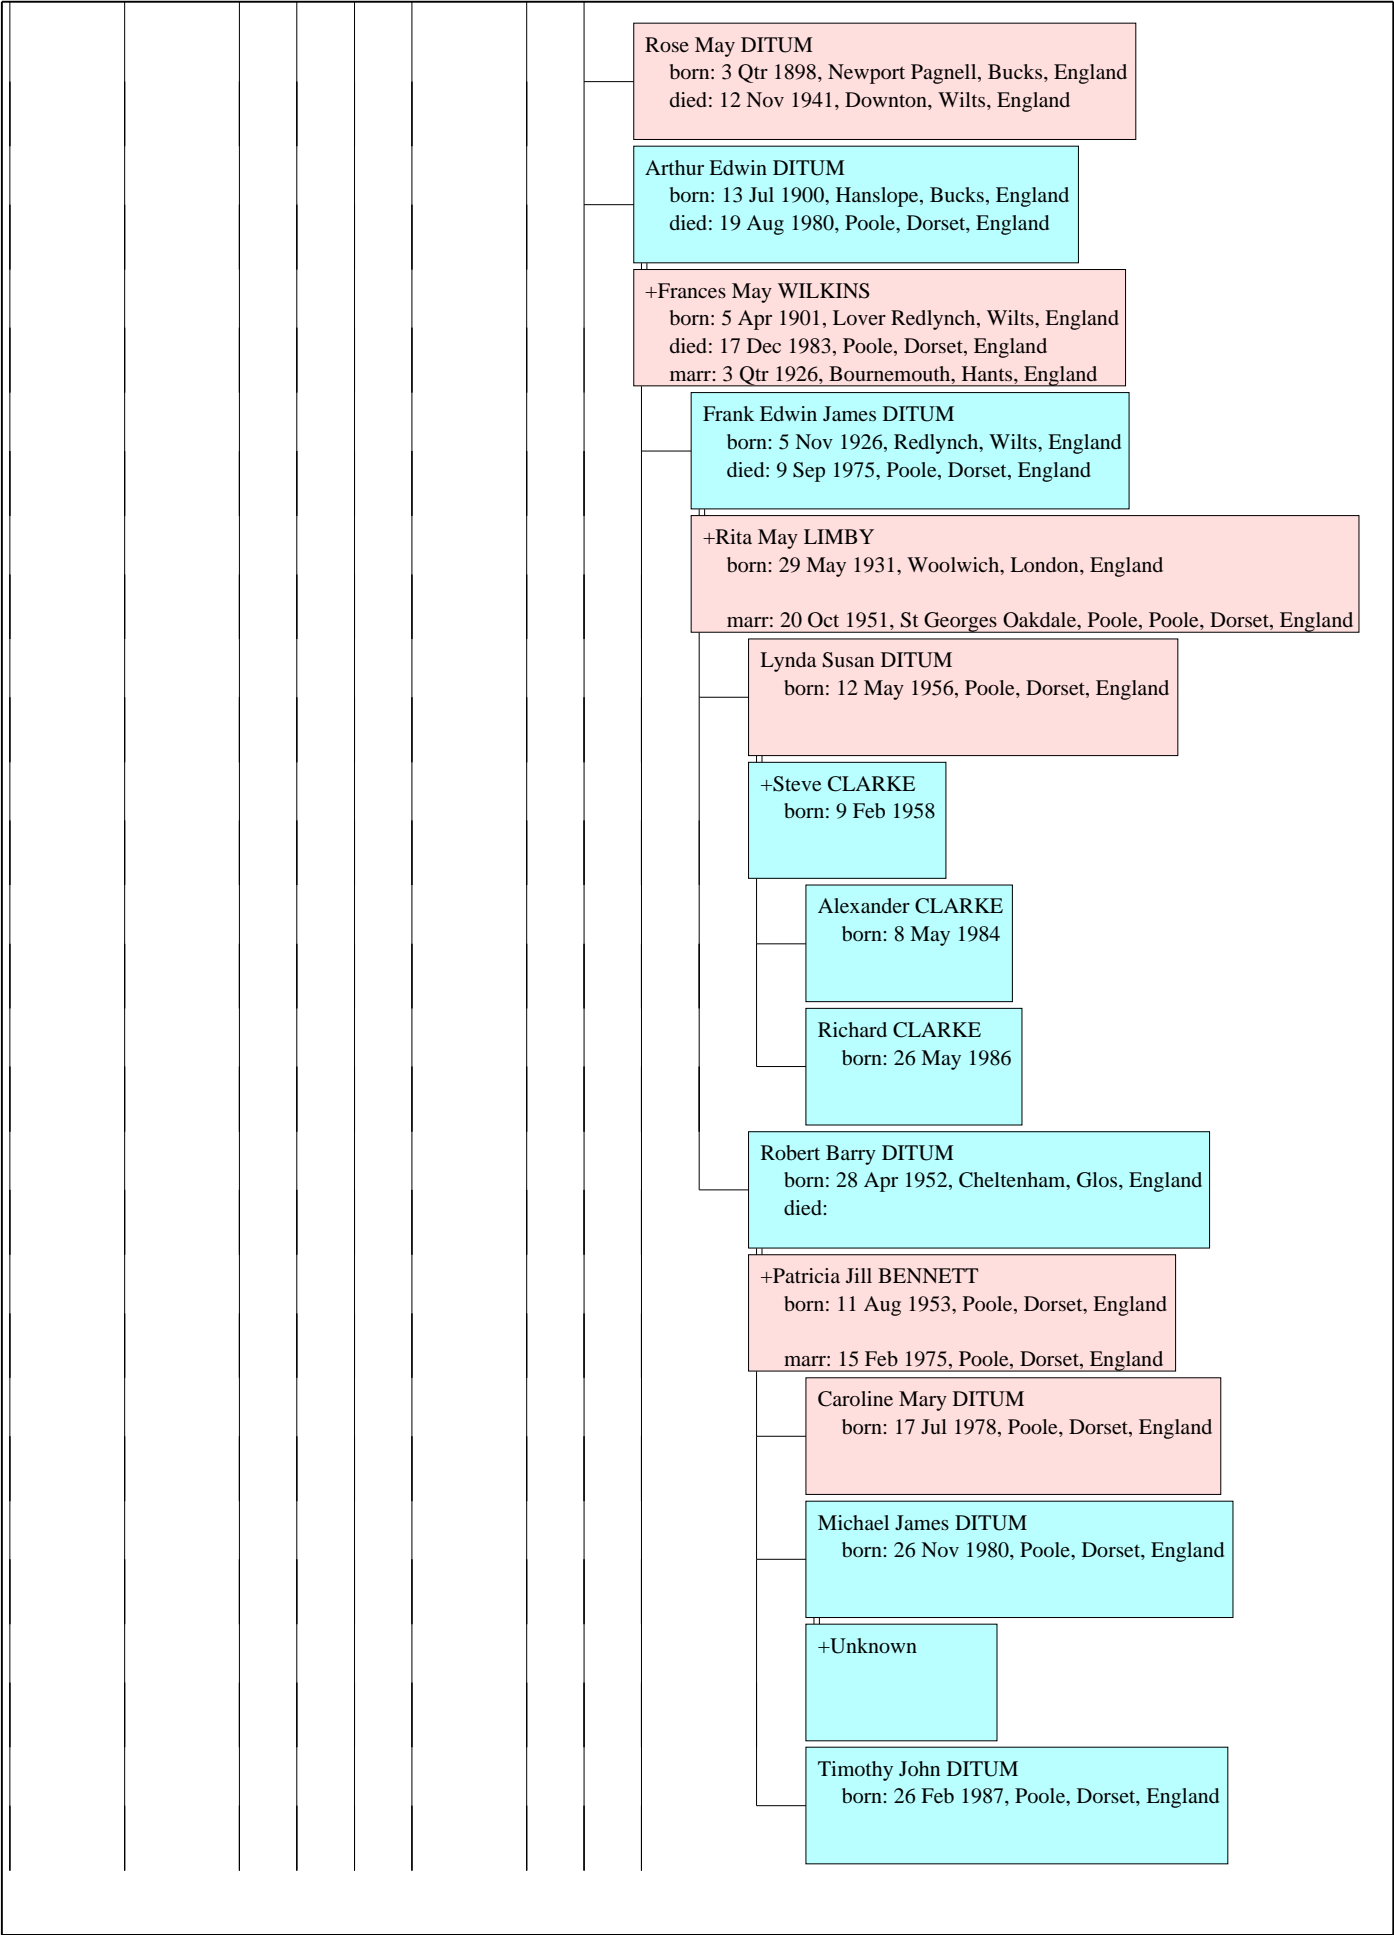 Rose May DITUM
born: 3 Qtr 1898, Newport Pagnell, Bucks, England
died: 12 Nov 1941, Downton, Wilts, England
Arthur Edwin DITUM
born: 13 Jul 1900, Hanslope, Bucks, England
died: 19 Aug 1980, Poole, Dorset, England
+Frances May WILKINS
born: 5 Apr 1901, Lover Redlynch, Wilts, England
died: 17 Dec 1983, Poole, Dorset, England
marr: 3 Qtr 1926, Bournemouth, Hants, England
Frank Edwin James DITUM
born: 5 Nov 1926, Redlynch, Wilts, England
died: 9 Sep 1975, Poole, Dorset, England
+Rita May LIMBY
born: 29 May 1931, Woolwich, London, England
marr: 20 Oct 1951, St Georges Oakdale, Poole, Poole, Dorset, England
Lynda Susan DITUM
born: 12 May 1956, Poole, Dorset, England
+Steve CLARKE
born: 9 Feb 1958
Alexander CLARKE
born: 8 May 1984
Richard CLARKE
born: 26 May 1986
Robert Barry DITUM
born: 28 Apr 1952, Cheltenham, Glos, England
died:
+Patricia Jill BENNETT
born: 11 Aug 1953, Poole, Dorset, England
marr: 15 Feb 1975, Poole, Dorset, England
Caroline Mary DITUM
born: 17 Jul 1978, Poole, Dorset, England
Michael James DITUM
born: 26 Nov 1980, Poole, Dorset, England
+Unknown
Timothy John DITUM
born: 26 Feb 1987, Poole, Dorset, England